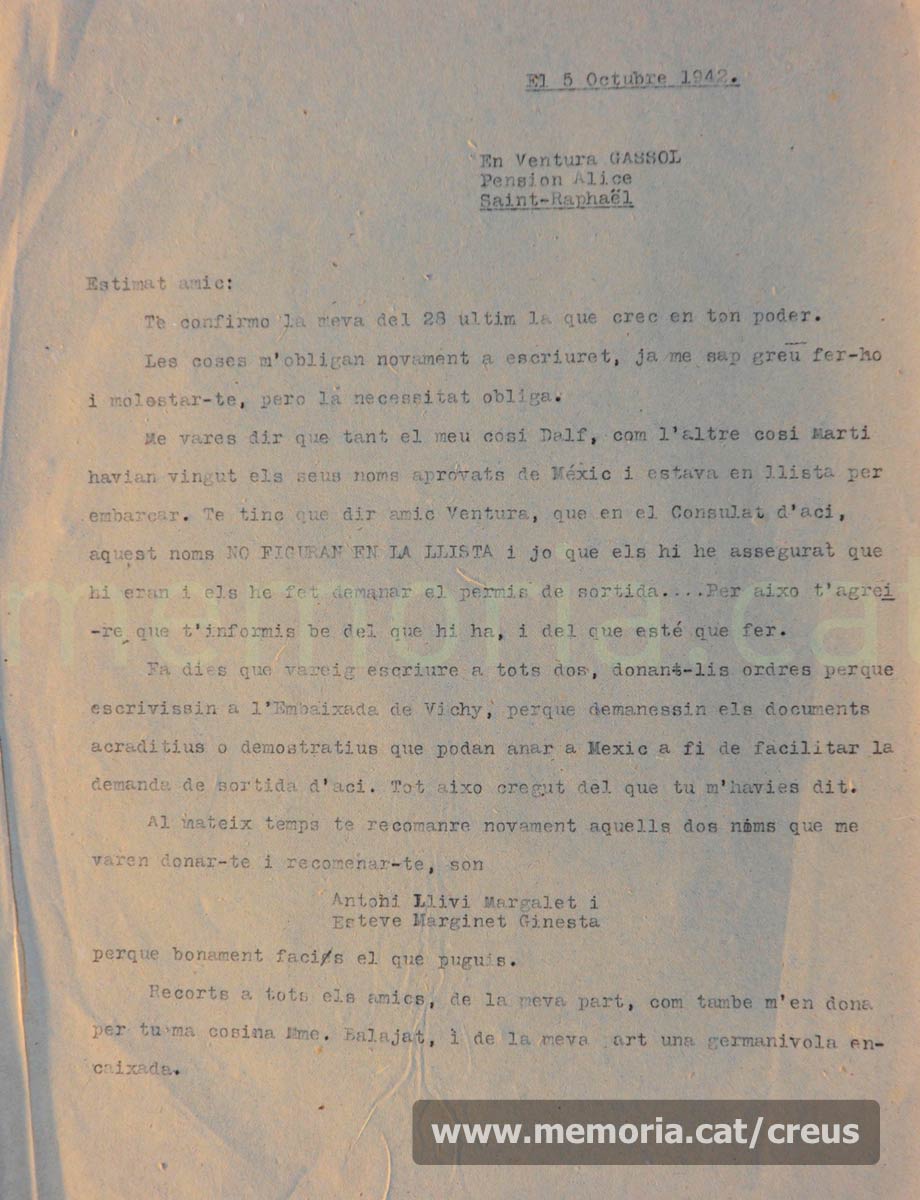 El 5 Octubre 1942.
En Ventura GASSOL
Pension Alice
Saint-Raphaël
Estimat amic:
Te confirmo la meva del 28 ultim la que crec en ton poder.
Les coses m'obligan novament a escriuret, ja me sap greu fer-ho
i molestar-te, pero la necessitat obliga.
Me vares dir que tant el meu cosi Dalf, com l'altre cosi Marti
havian vingut els seus noms aprovats de Méxic i estava en llista per
embarcar. Te tinc que dir amic Ventura, que en el Consulat d'aci,
aquest noms NO FIGURAN EN LA LLISTA i jo que els hi he assegurat que
hi eran i els he fet demanar el permis de sortida....Per aixo t'agrei
-re que t'informis be del que hi ha, i del que esté que fer.
Fa dies que vareig escriure a tots dos, donant-lis ordres perque
escrivissin a l'Embaixada de Vichy, perque demanessin els documents
acraditius o demostratius que podan anar a Mexic a fi de facilitar la
demanda de sortida d'aci. Tot aixo cregut del que tu m'havies dit.
Al mateix temps te recomanre novament aquells dos noms que me
varen donar-te i recomenar-te, son
Antohi Llivi Margalet i
Esteve Marginet Ginesta
perque bonament facis el que puguis.
Recorts a tots els amics, de la meva part, com tambe m'en dona
per tu ma cosina Mme. Balajat, i de la meva art una germanivola en-
caixada.
memoria.cat
www.memoria.cat/creus